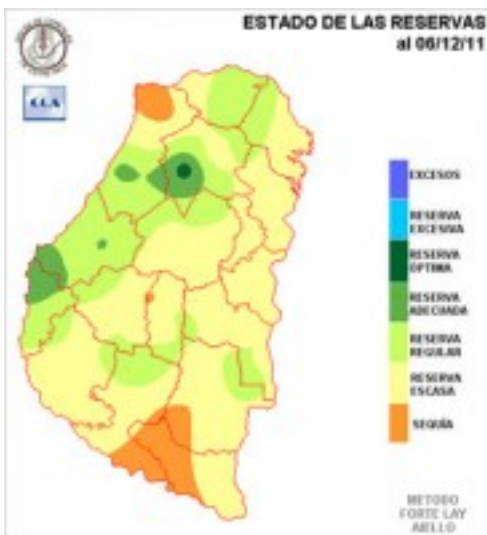 ESTADO DE LAS RESERVAS
al 06/12/11
CCA
EXCESOS
RESERVA
EXCESIVA
RESERVA
ÓPTIMA
RESERVA
ADECUADA
RESERVA
REGULAR
RESERVA
ESCASA
SEQUÍA
METODO
FORTE LAY
AIELLO